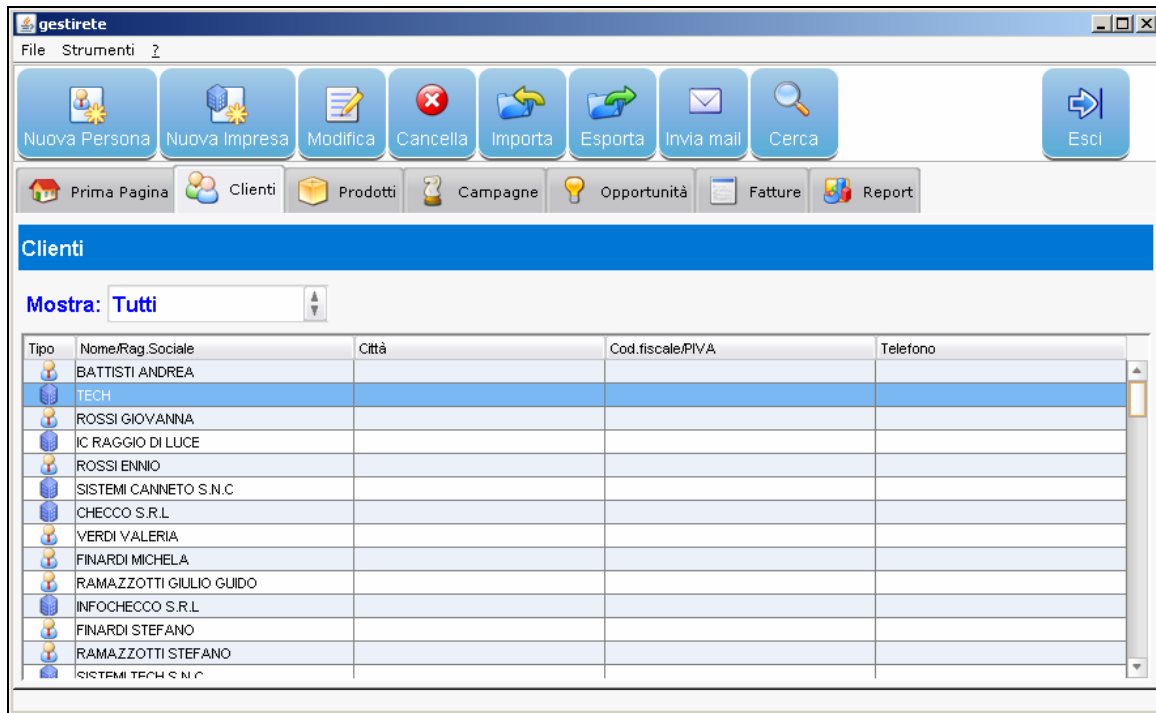 gestirete
File Strumenti ?
Nuova Persona Nuova Impresa Modifica Cancella Importa Esporta Invia mail Cerca Esci
Prima Pagina Clienti Prodotti Campagne Opportunità Fatture Report
Clienti
Mostra: Tutti
Tipo Nome/Rag.Sociale Città Cod.fiscale/PIVA Telefono
BATTISTI ANDREA
TECH
ROSSI GIOVANNA
IC RAGGIO DI LUCE
ROSSI ENNIO
SISTEMI CANNETO S.N.C
CHECCO S.R.L
VERDI VALERIA
FINARDI MICHELA
RAMAZZOTTI GIULIO GUIDO
INFOCHECCO S.R.L
FINARDI STEFANO
RAMAZZOTTI STEFANO
SISTEMI TECH S.N.C